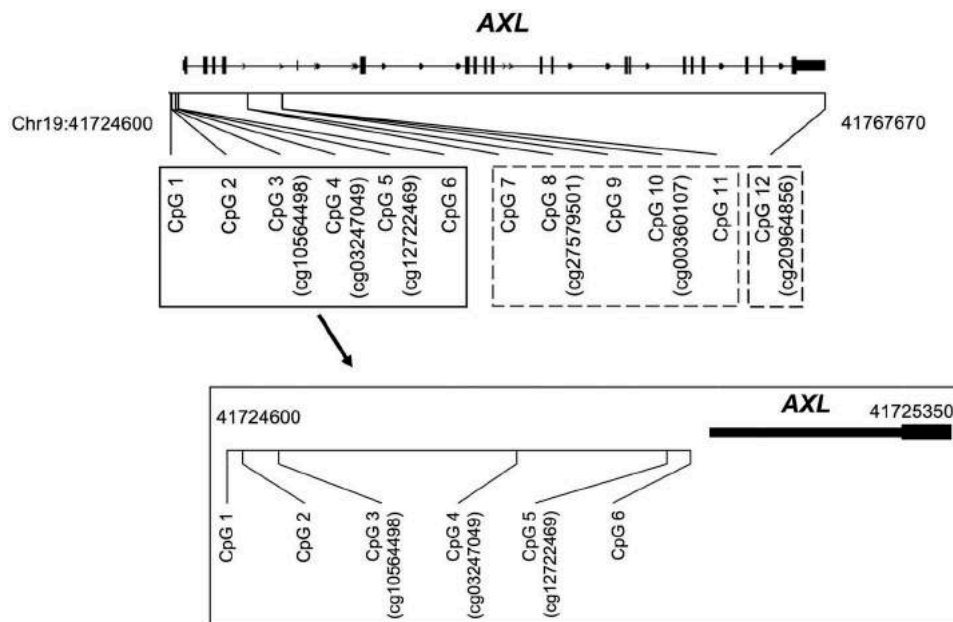 AXL
Chr19:41724600
41767670
CpG 1
CpG 2
CpG 3
(cg10564498)
CpG 4
(cg03247049)
CpG 5
(cg12722469)
CpG 6
CpG 7
CpG 8
(cg27579501)
CpG 9
CpG 10
(cg00360107)
CpG 11
CpG 12
(cg20964856)
41724600
AXL
41725350
CpG 1
CpG 2
CpG 3
(cg10564498)
CpG 4
(cg03247049)
CpG 5
(cg12722469)
CpG 6